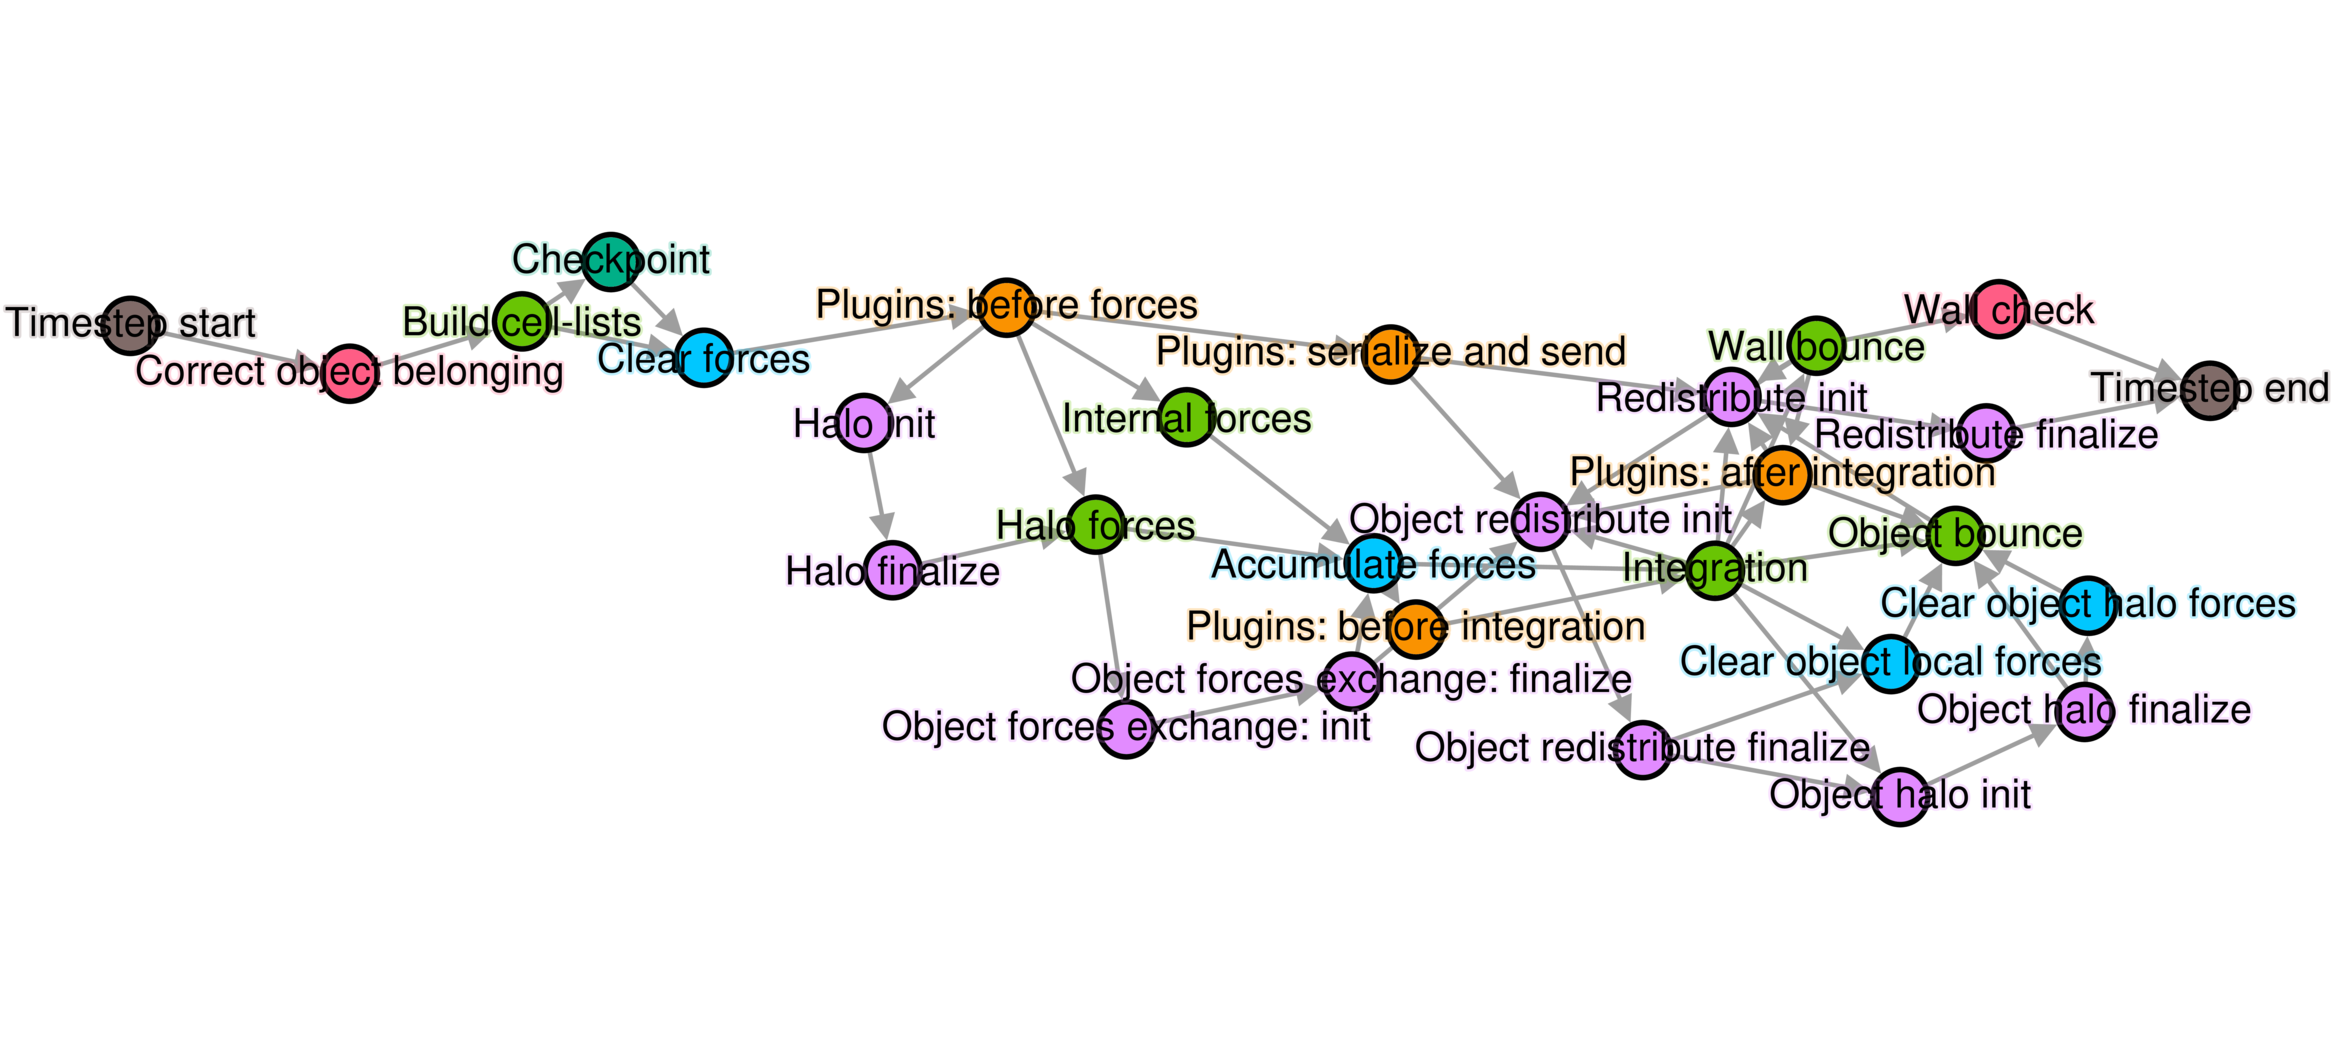 Timestep start
Correct object belonging
Build cell-lists
Checkpoint
Clear forces
Plugins: before forces
Halo init
Halo finalize
Internal forces
Halo forces
Plugins: serialize and send
Accumulate forces
Plugins: before integration
Object forces exchange: finalize
Object forces exchange: init
Object redistribute init
Object redistribute finalize
Integration
Wall bounce
Redistribute init
Plugins: after integration
Wall check
Redistribute finalize
Timestep end
Object bounce
Clear object halo forces
Clear object local forces
Object halo finalize
Object halo init